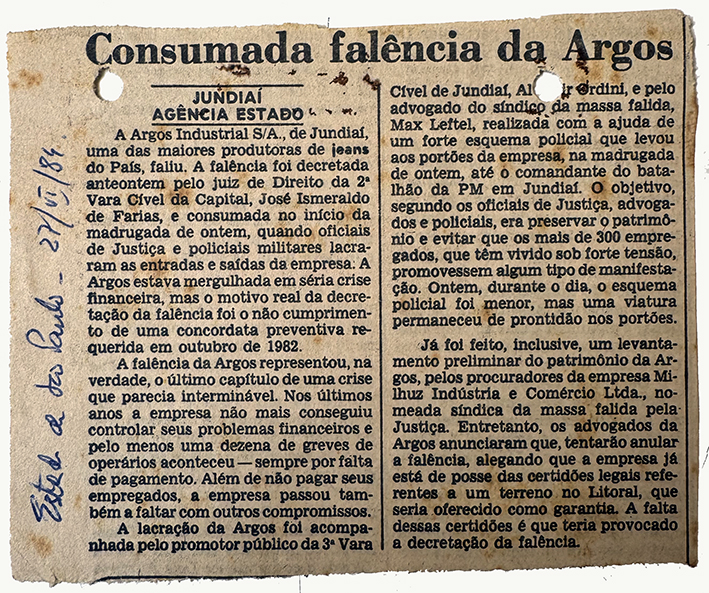 Consumada falência da Argos
JUNDIAÍ
AGÊNCIA ESTADO
A Argos Industrial S/A., de Jundiaí,
uma das maiores produtoras de jeans
do País, faliu. A falência foi decretada
anteontem pelo juiz de Direito da 2ª
Vara Cível da Capital, José Ismeraldo
de Farias, e consumada no início da
madrugada de ontem, quando oficiais
de Justiça e policiais militares lacra-
ram as entradas e saídas da empresa. A
Argos estava mergulhada em séria crise
financeira, mas o motivo real da decre-
tação da falência foi o não cumprimen-
to de uma concordata preventiva re-
querida em outubro de 1982.
A falência da Argos representou, na
verdade, o último capítulo de uma crise
que parecia interminável. Nos últimos
anos a empresa não mais conseguiu
controlar seus problemas financeiros e
pelo menos uma dezena de greves de
operários aconteceu — sempre por falta
de pagamento. Além de não pagar seus
empregados, a empresa passou tam-
bém a faltar com outros compromissos.
A lacração da Argos foi acompa-
nhada pelo promotor público da 3ª Vara
Cível de Jundiaí, Ordini, e pelo
advogado do síndico da massa falida,
Max Leftel, realizada com a ajuda de
um forte esquema policial que levou
aos portões da empresa, na madrugada
de ontem, até o comandante do bata-
lhão da PM em Jundiaí. O objetivo,
segundo os oficiais de Justiça, advoga-
dos e policiais, era preservar o patrimô-
nio e evitar que os mais de 300 empre-
gados, que têm vivido sob forte tensão,
promovessem algum tipo de manifesta-
ção. Ontem, durante o dia, o esquema
policial foi menor, mas uma viatura
permaneceu de prontidão nos portões.
Já foi feito, inclusive, um levanta-
mento preliminar do patrimônio da Ar-
gos, pelos procuradores da empresa Mi-
lhuz Indústria e Comércio Ltda., no-
meada síndica da massa falida pela
Justiça. Entretanto, os advogados da
Argos anunciaram que, tentarão anular
a falência, alegando que a empresa já
está de posse das certidões legais refe-
rentes a um terreno no Litoral, que
seria oferecido como garantia. A falta
dessas certidões é que teria provocado
a decretação da falência.
Estado de São Paulo - 27/VI/84.